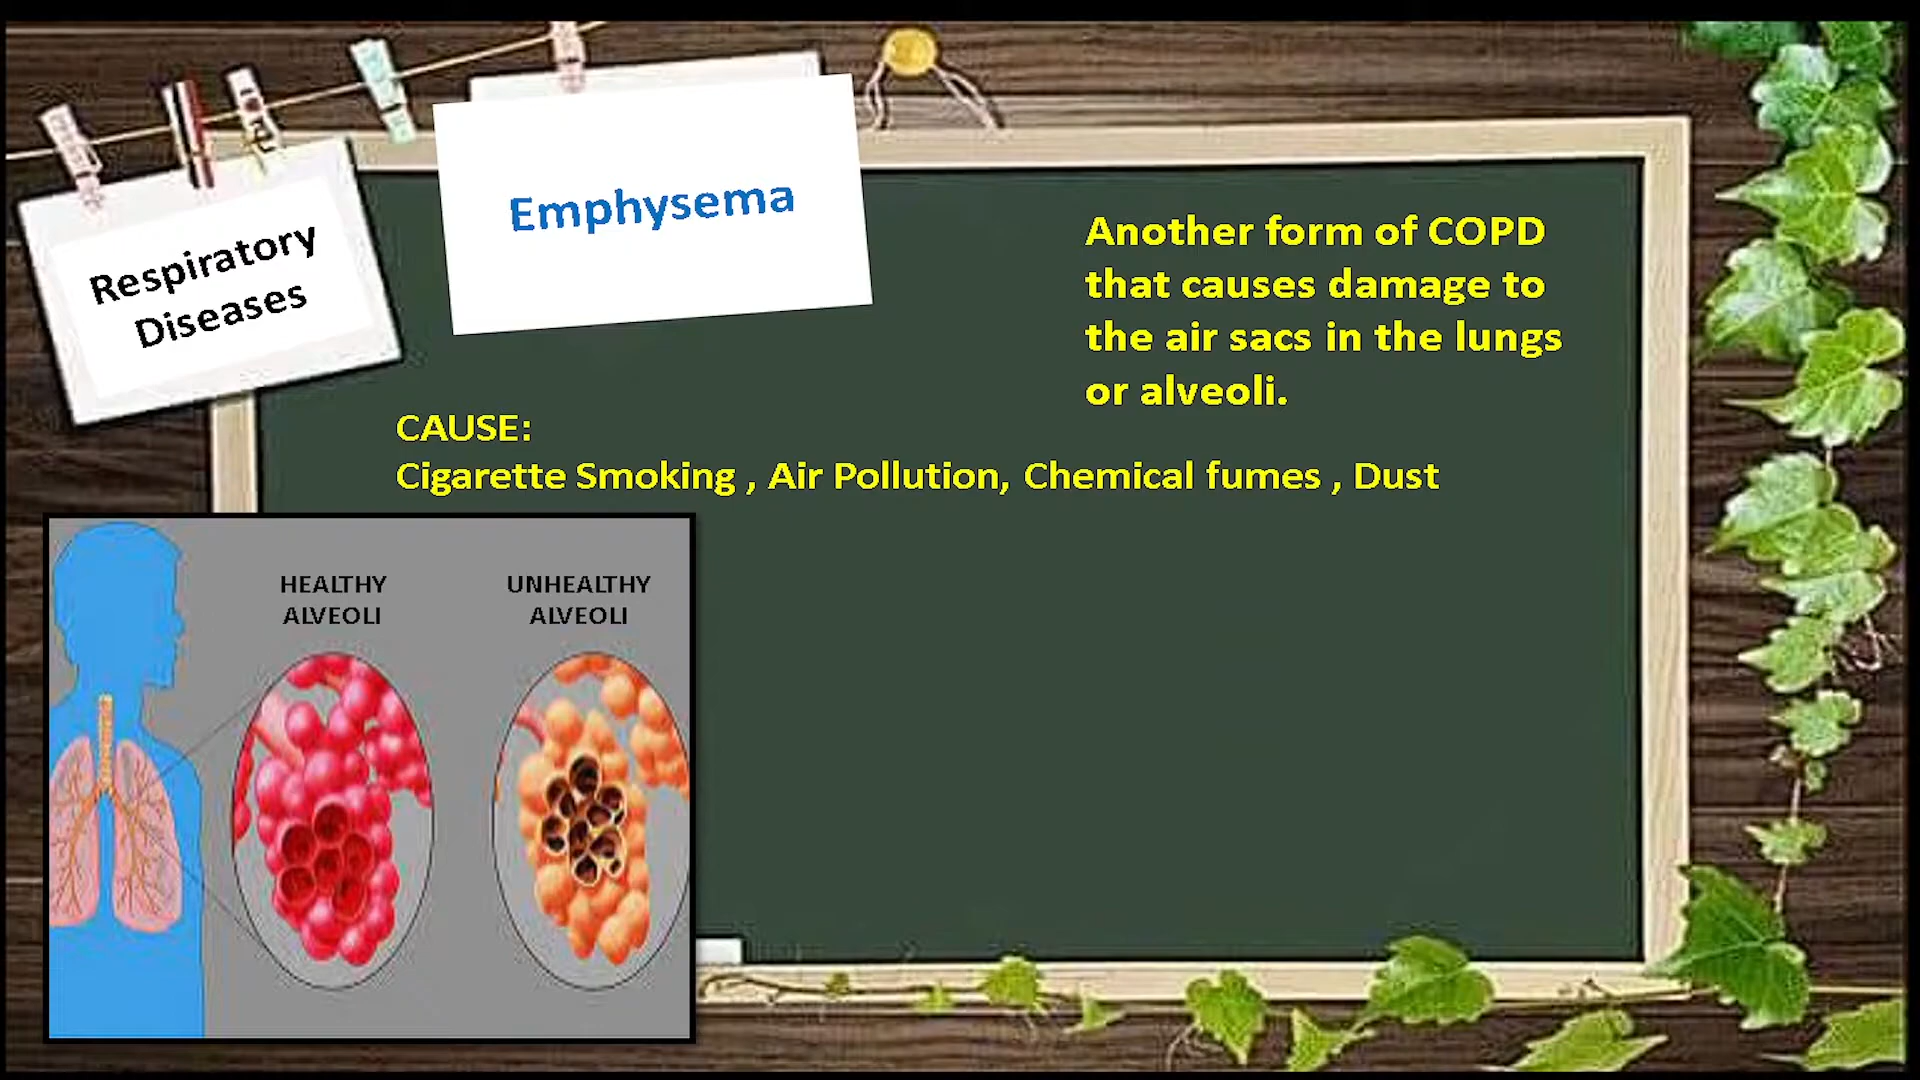 Respiratory
Diseases
Emphysema
Another form of COPD
that causes damage to
the air sacs in the lungs
or alveoli.
CAUSE:
Cigarette Smoking , Air Pollution, Chemical fumes , Dust
HEALTHY
ALVEOLI
UNHEALTHY
ALVEOLI